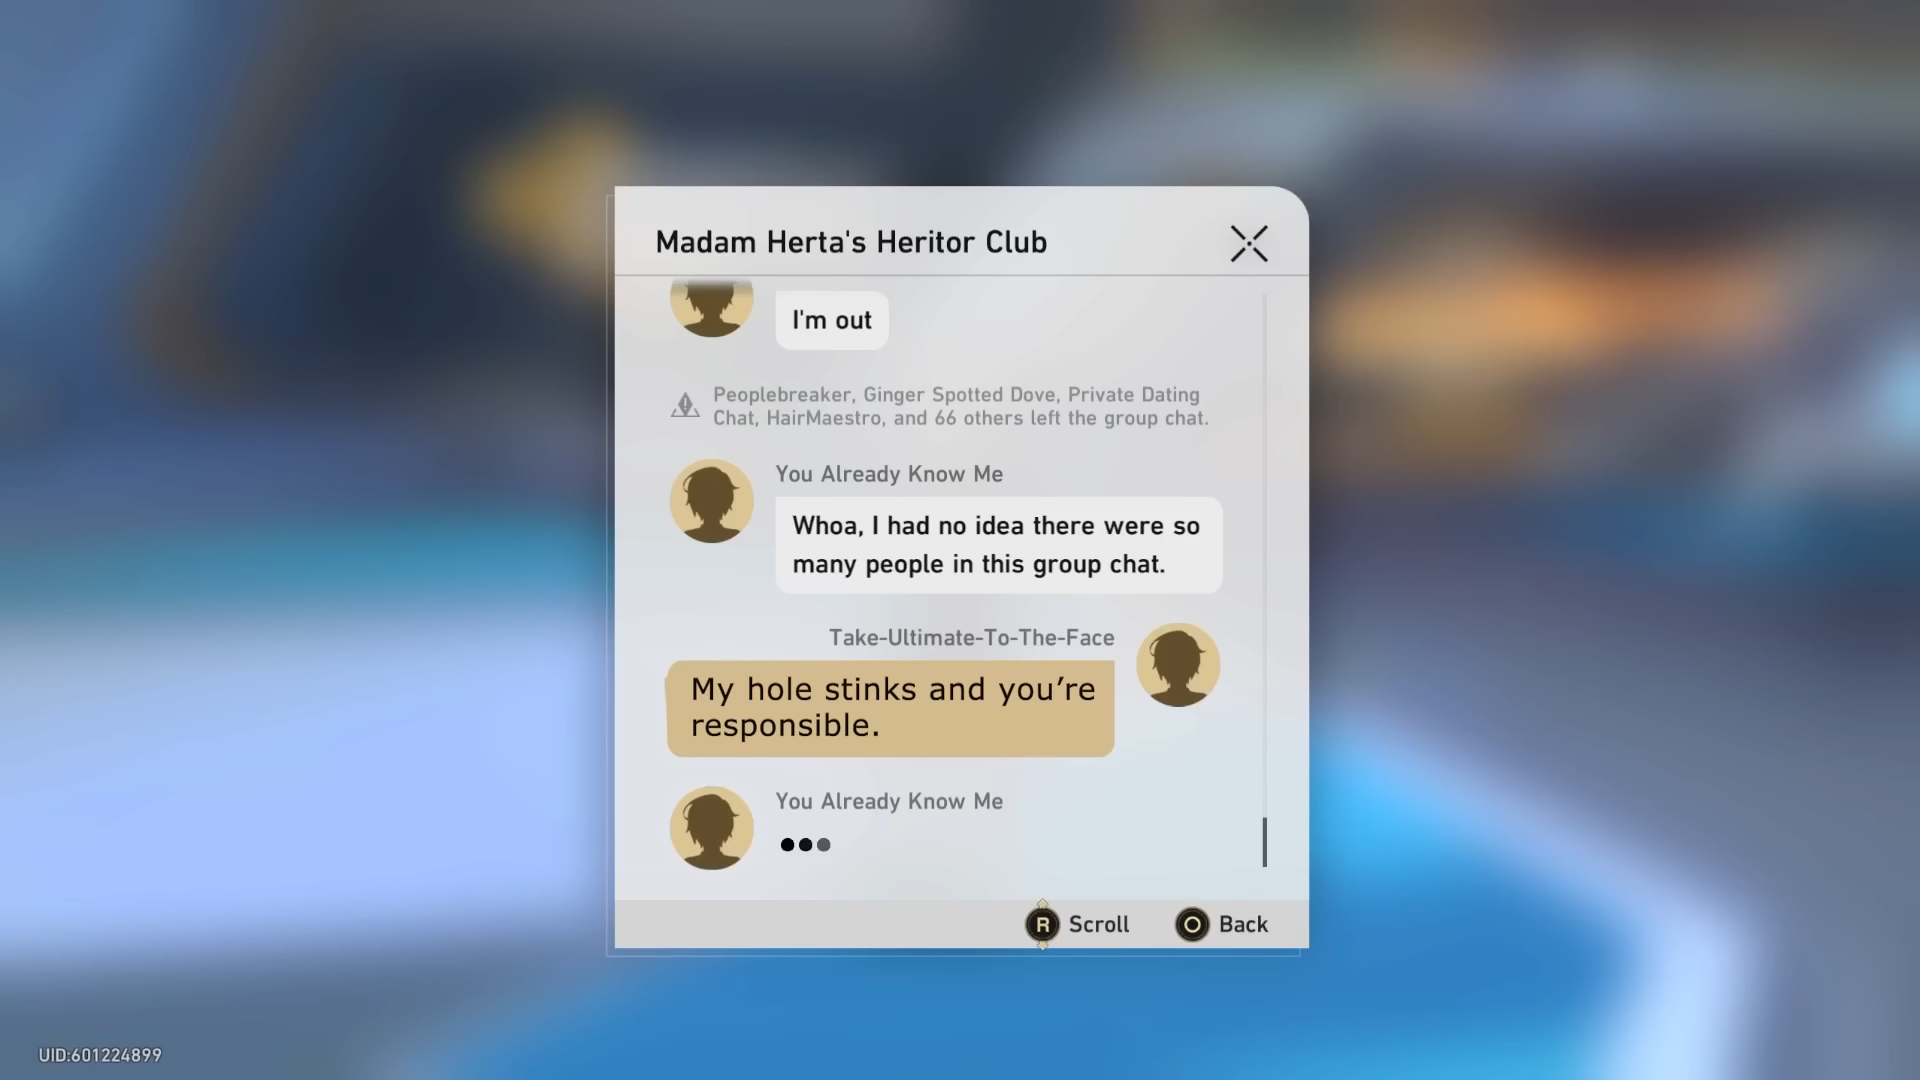 Madam Herta's Heritor Club
I'm out
Peoplebreaker, Ginger Spotted Dove, Private Dating
Chat, HairMaestro, and 66 others left the group chat.
You Already Know Me
Whoa, I had no idea there were so
many people in this group chat.
Take-Ultimate-To-The-Face
My hole stinks and you’re
responsible.
You Already Know Me
R Scroll
Back
UID:601224899